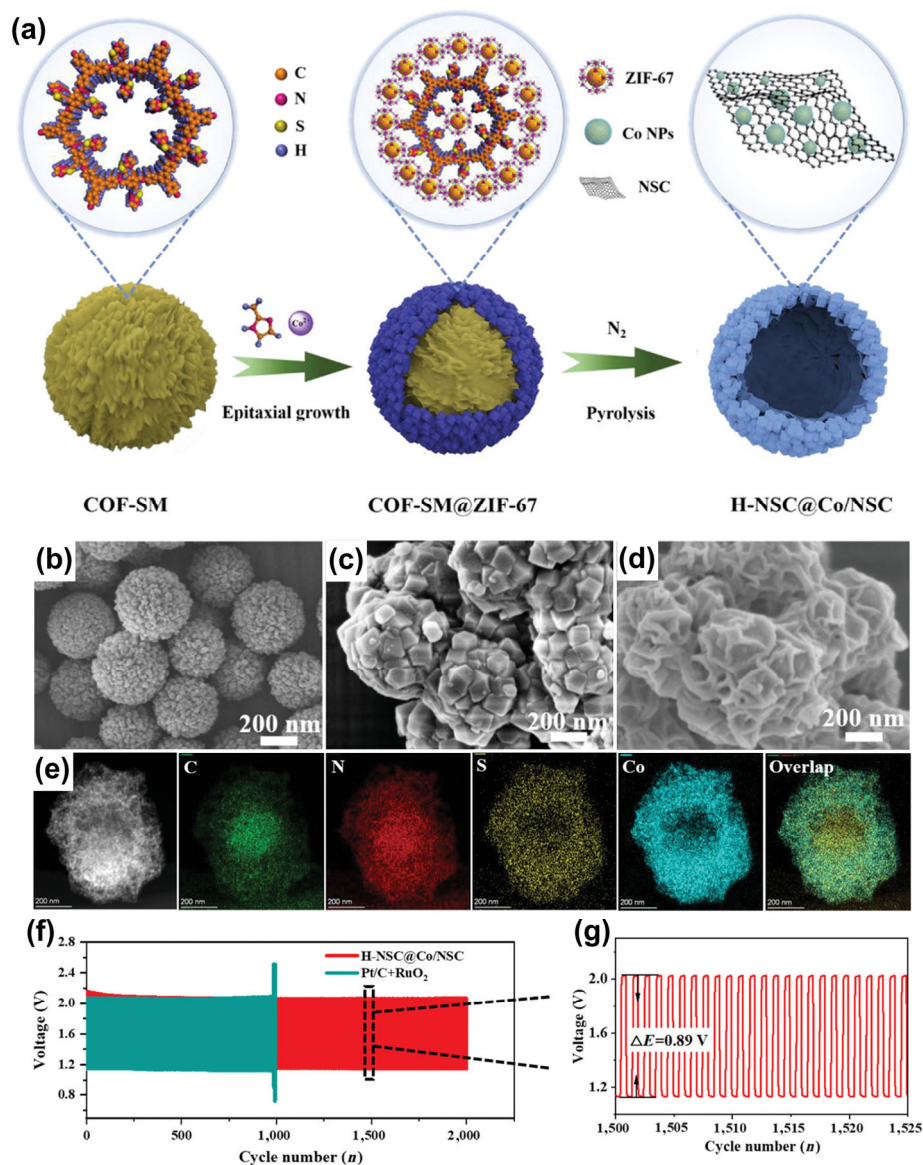 (a)
C
N
S
H
ZIF-67
Co NPs
NSC
Co²
Epitaxial growth
N₂
Pyrolysis
COF-SM
COF-SM@ZIF-67
H-NSC@Co/NSC
(b)
200 nm
(c)
200 nm
(d)
200 nm
(e)
200 nm
C
200 nm
N
200 nm
S
200 nm
Co
200 nm
Overlap
200 nm
(f)
H-NSC@Co/NSC
Pt/C+RuO₂
Voltage (V)
2.8
2.4
2.0
1.6
1.2
0.8
0
500
1,000
1,500
2,000
Cycle number (n)
(g)
Voltage (V)
2.0
1.6
1.2
△E=0.89 V
1,500
1,505
1,510
1,515
1,520
1,525
Cycle number (n)